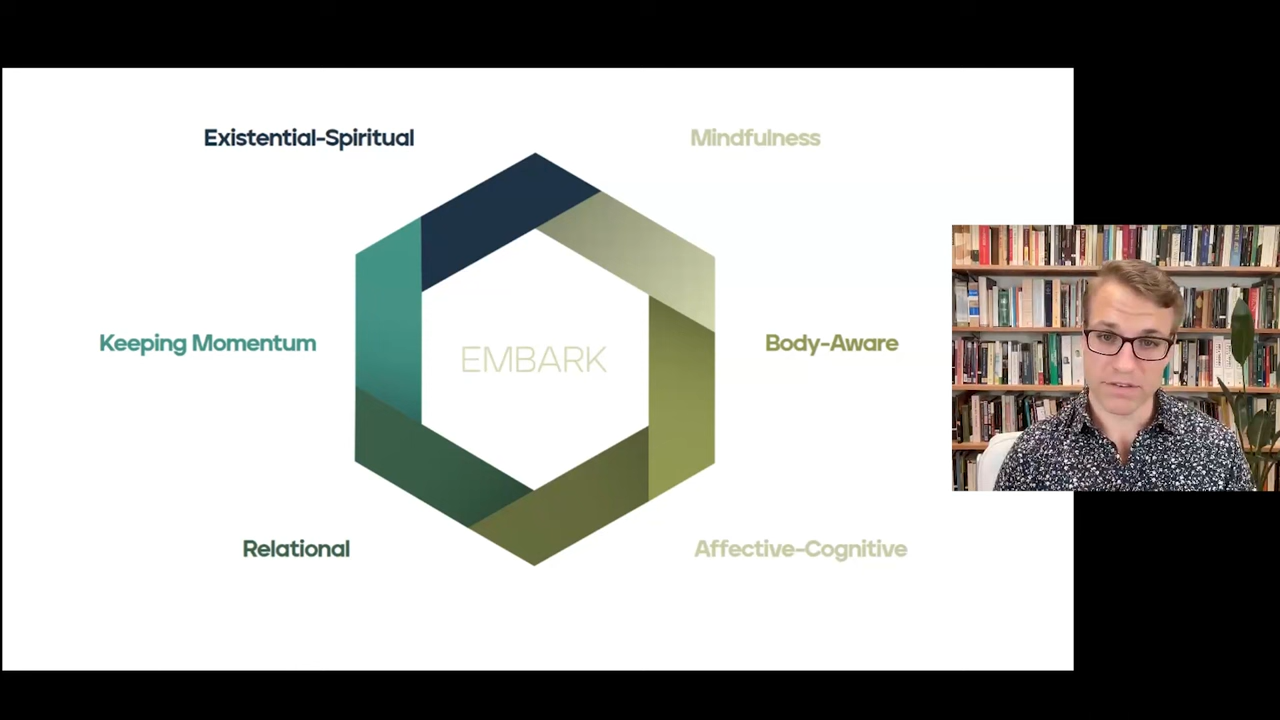 Existential-Spiritual
Mindfulness
Keeping Momentum
EMBARK
Body-Aware
Relational
Affective-Cognitive